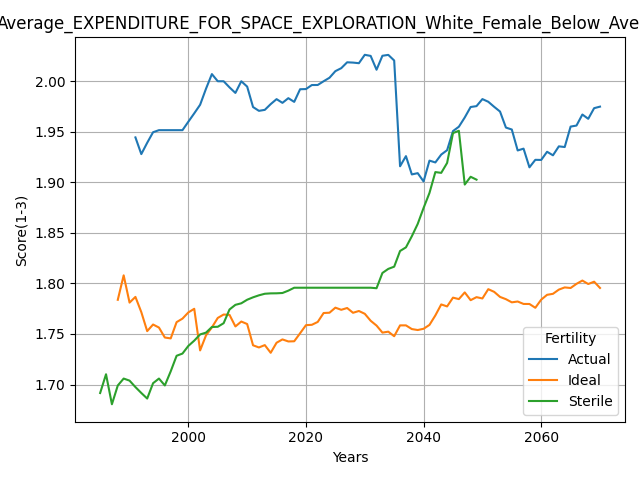 Average_EXPENDITURE_FOR_SPACE_EXPLORATION_White_Female_Below_Ave
Score(1-3)
2.00
1.95
1.90
1.85
1.80
1.75
1.70
2000 2020 2040 2060
Years
Fertility
Actual
Ideal
Sterile